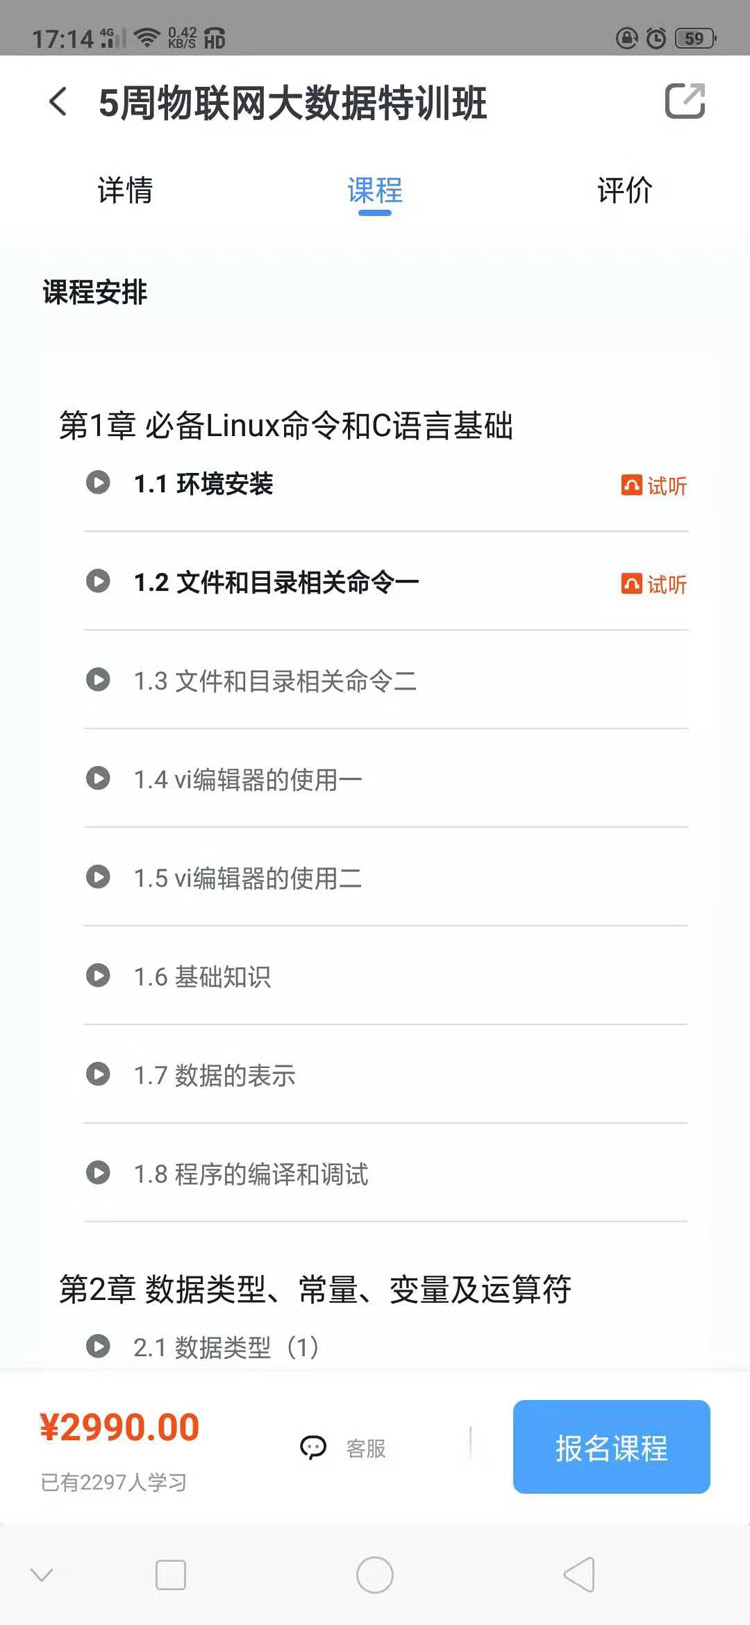 17:14 4G 0.42 KB/S HD 59
5周物联网大数据特训班
详情 课程 评价
课程安排
第1章 必备Linux命令和C语言基础
1.1 环境安装 试听
1.2 文件和目录相关命令一 试听
1.3 文件和目录相关命令二
1.4 vi编辑器的使用一
1.5 vi编辑器的使用二
1.6 基础知识
1.7 数据的表示
1.8 程序的编译和调试
第2章 数据类型、常量、变量及运算符
2.1 数据类型（1）
¥2990.00
客服
报名课程
已有2297人学习